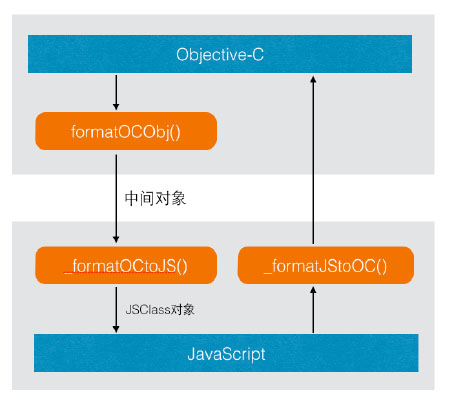 Objective-C
formatOCObj()
中间对象
_formatOCtoJS()
_formatJStoOC()
JSClass对象
JavaScript